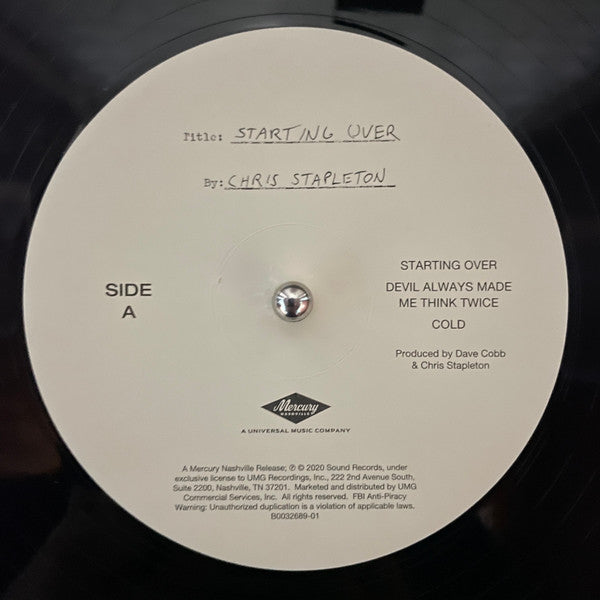 Title: STARTING OVER
By: CHRIS STAPLETON
SIDE
A
STARTING OVER
DEVIL ALWAYS MADE
ME THINK TWICE
COLD
Produced by Dave Cobb
& Chris Stapleton
Mercury
NASHVILLE
A UNIVERSAL MUSIC COMPANY
A Mercury Nashville Release; ℗ © 2020 Sound Records, under
exclusive license to UMG Recordings, Inc., 222 2nd Avenue South,
Suite 2200, Nashville, TN 37201. Marketed and distributed by UMG
Commercial Services, Inc. All rights reserved. FBI Anti-Piracy
Warning: Unauthorized duplication is a violation of applicable laws.
B0032689-01